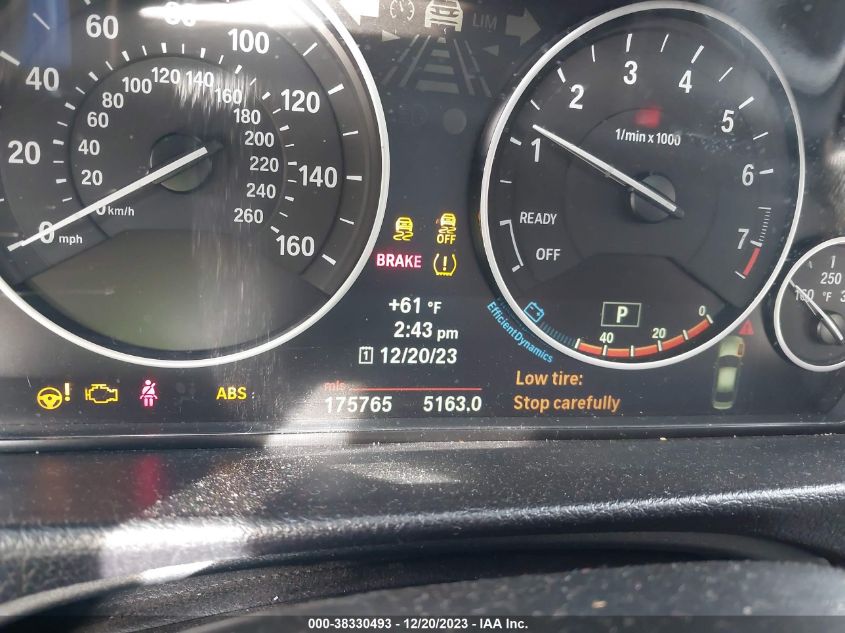 20
40
60
80
100
120
140
160
0 mph
20
40
60
80
100
120
140
160
180
200
220
240
260
0 km/h
LIM
OFF
BRAKE
+61 °F
2:43 pm
1 12/20/23
ABS
mls
175765 5163.0
1
2
3
4
5
6
7
1/min x 1000
READY
OFF
P
40 20 0
EfficientDynamics
Low tire:
Stop carefully
250
°F
000-38330493 - 12/20/2023 - IAA Inc.